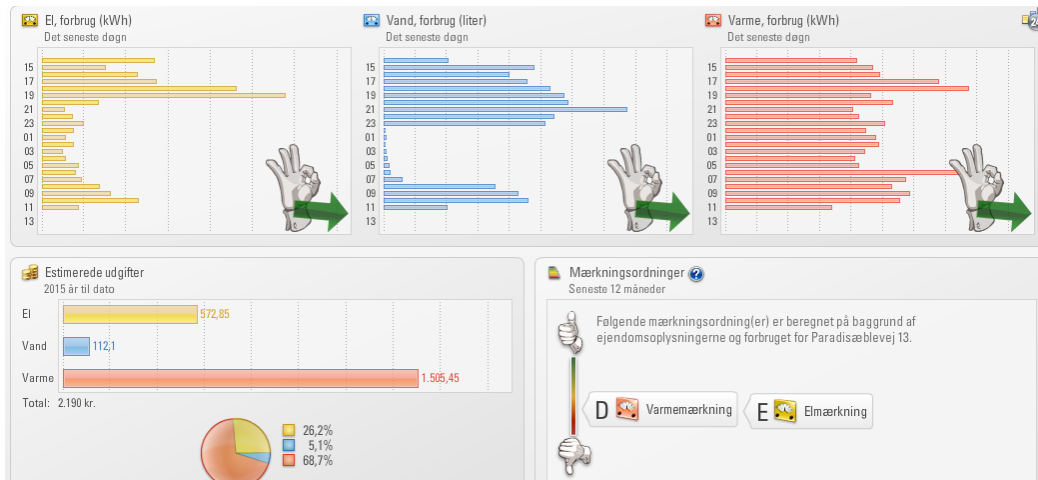 El, forbrug (kWh)
Det seneste døgn
15
17
19
21
23
01
03
05
07
09
11
13
Vand, forbrug (liter)
Det seneste døgn
15
17
19
21
23
01
03
05
07
09
11
13
Varme, forbrug (kWh)
Det seneste døgn
15
17
19
21
23
01
03
05
07
09
11
13
Estimerede udgifter
2015 år til dato
El 572,85
Vand 112,1
Varme 1.505,45
Total: 2.190 kr.
26,2%
5,1%
68,7%
Mærkningsordninger ?
Seneste 12 måneder
Følgende mærkningsordning(er) er beregnet på baggrund af
ejendomsoplysningerne og forbruget for Paradisæblevej 13.
D Varmemærkning E Elmærkning